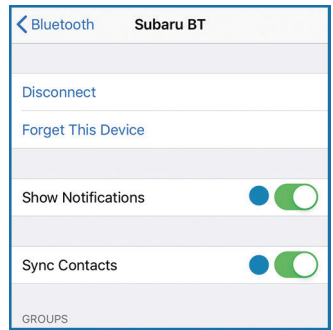 Bluetooth Subaru BT
Disconnect
Forget This Device
Show Notifications
Sync Contacts
GROUPS